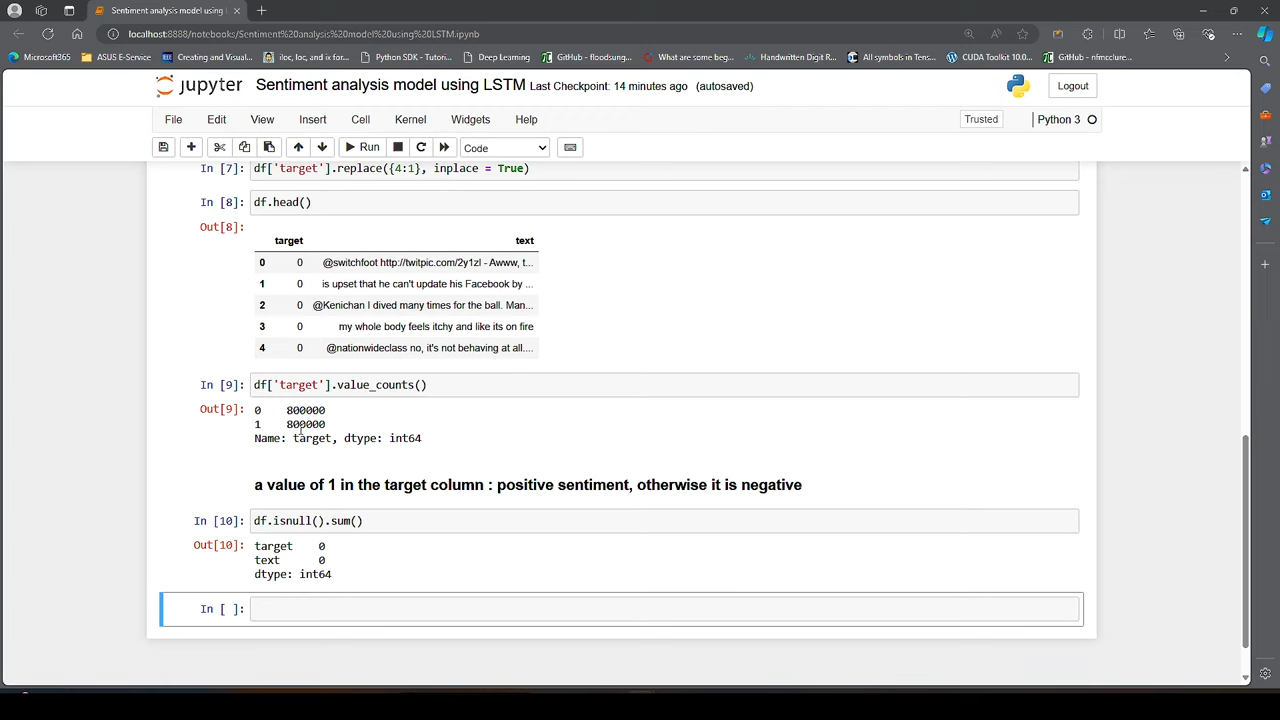 Sentiment analysis model using
localhost:8888/notebooks/Sentiment%20analysis%20model%20using%20LSTM.ipynb
Microsoft365 ASUS E-Service Creating and Visual... iloc, loc, and ix for... Python SDK - Tutori... Deep Learning GitHub - floodsung... What are some beg... Handwritten Digit R... All symbols in Tens... CUDA Toolkit 10.0... GitHub - nfmcclure...
jupyter Sentiment analysis model using LSTM Last Checkpoint: 14 minutes ago (autosaved) Logout
File Edit View Insert Cell Kernel Widgets Help Trusted Python 3
Run Code
In [7]: df['target'].replace({4:1}, inplace = True)
In [8]: df.head()
Out[8]:
target text
0 0 @switchfoot http://twitpic.com/2y1zl - Awww, t...
1 0 is upset that he can't update his Facebook by ...
2 0 @Kenichan I dived many times for the ball. Man...
3 0 my whole body feels itchy and like its on fire
4 0 @nationwideclass no, it's not behaving at all....
In [9]: df['target'].value_counts()
Out[9]: 0 800000
1 800000
Name: target, dtype: int64
a value of 1 in the target column : positive sentiment, otherwise it is negative
In [10]: df.isnull().sum()
Out[10]: target 0
text 0
dtype: int64
In [ ]: